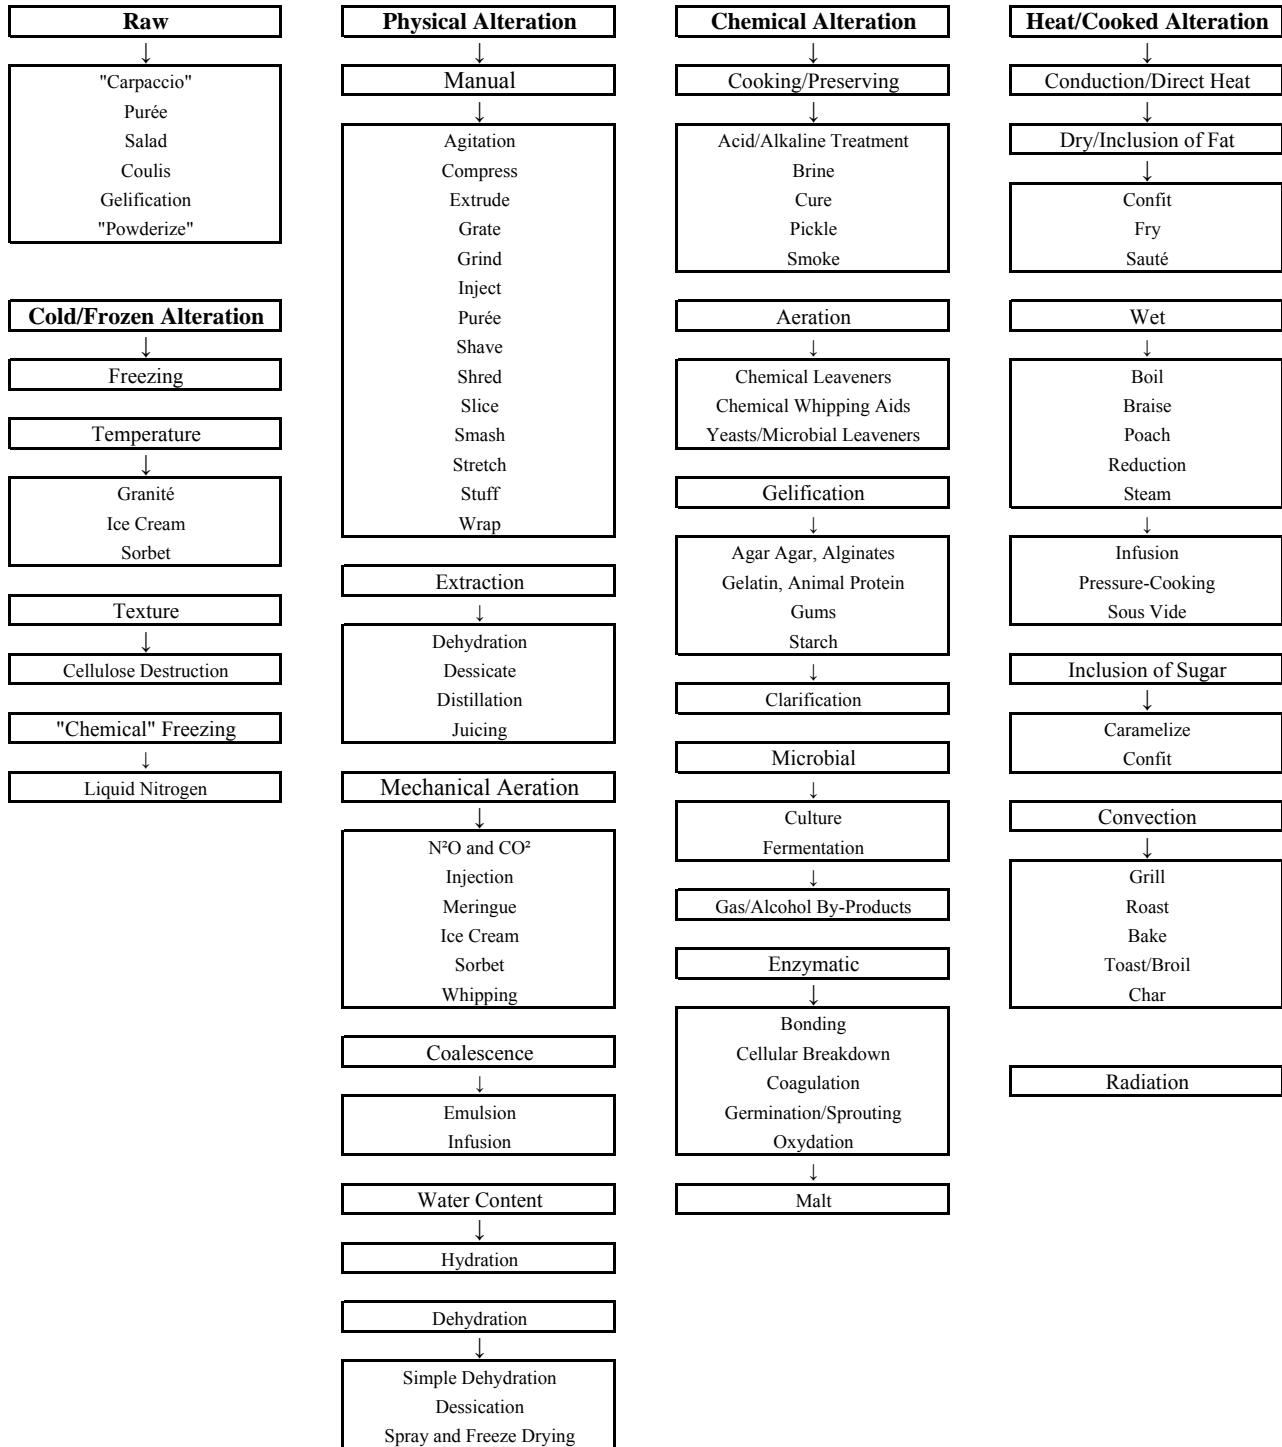 Raw
↓
"Carpaccio"
Purée
Salad
Coulis
Gelification
"Powderize"
Cold/Frozen Alteration
↓
Freezing
Temperature
↓
Granité
Ice Cream
Sorbet
Texture
↓
Cellulose Destruction
"Chemical" Freezing
↓
Liquid Nitrogen
Physical Alteration
↓
Manual
↓
Agitation
Compress
Extrude
Grate
Grind
Inject
Purée
Shave
Shred
Slice
Smash
Stretch
Stuff
Wrap
Extraction
↓
Dehydration
Dessicate
Distillation
Juicing
Mechanical Aeration
↓
N²O and CO²
Injection
Meringue
Ice Cream
Sorbet
Whipping
Coalescence
↓
Emulsion
Infusion
Water Content
↓
Hydration
Dehydration
↓
Simple Dehydration
Dessication
Spray and Freeze Drying
Chemical Alteration
↓
Cooking/Preserving
↓
Acid/Alkaline Treatment
Brine
Cure
Pickle
Smoke
Aeration
↓
Chemical Leaveners
Chemical Whipping Aids
Yeasts/Microbial Leaveners
Gelification
↓
Agar Agar, Alginates
Gelatin, Animal Protein
Gums
Starch
↓
Clarification
Microbial
↓
Culture
Fermentation
↓
Gas/Alcohol By-Products
Enzymatic
↓
Bonding
Cellular Breakdown
Coagulation
Germination/Sprouting
Oxydation
↓
Malt
Heat/Cooked Alteration
↓
Conduction/Direct Heat
↓
Dry/Inclusion of Fat
↓
Confit
Fry
Sauté
Wet
↓
Boil
Braise
Poach
Reduction
Steam
↓
Infusion
Pressure-Cooking
Sous Vide
Inclusion of Sugar
↓
Caramelize
Confit
Convection
↓
Grill
Roast
Bake
Toast/Broil
Char
Radiation